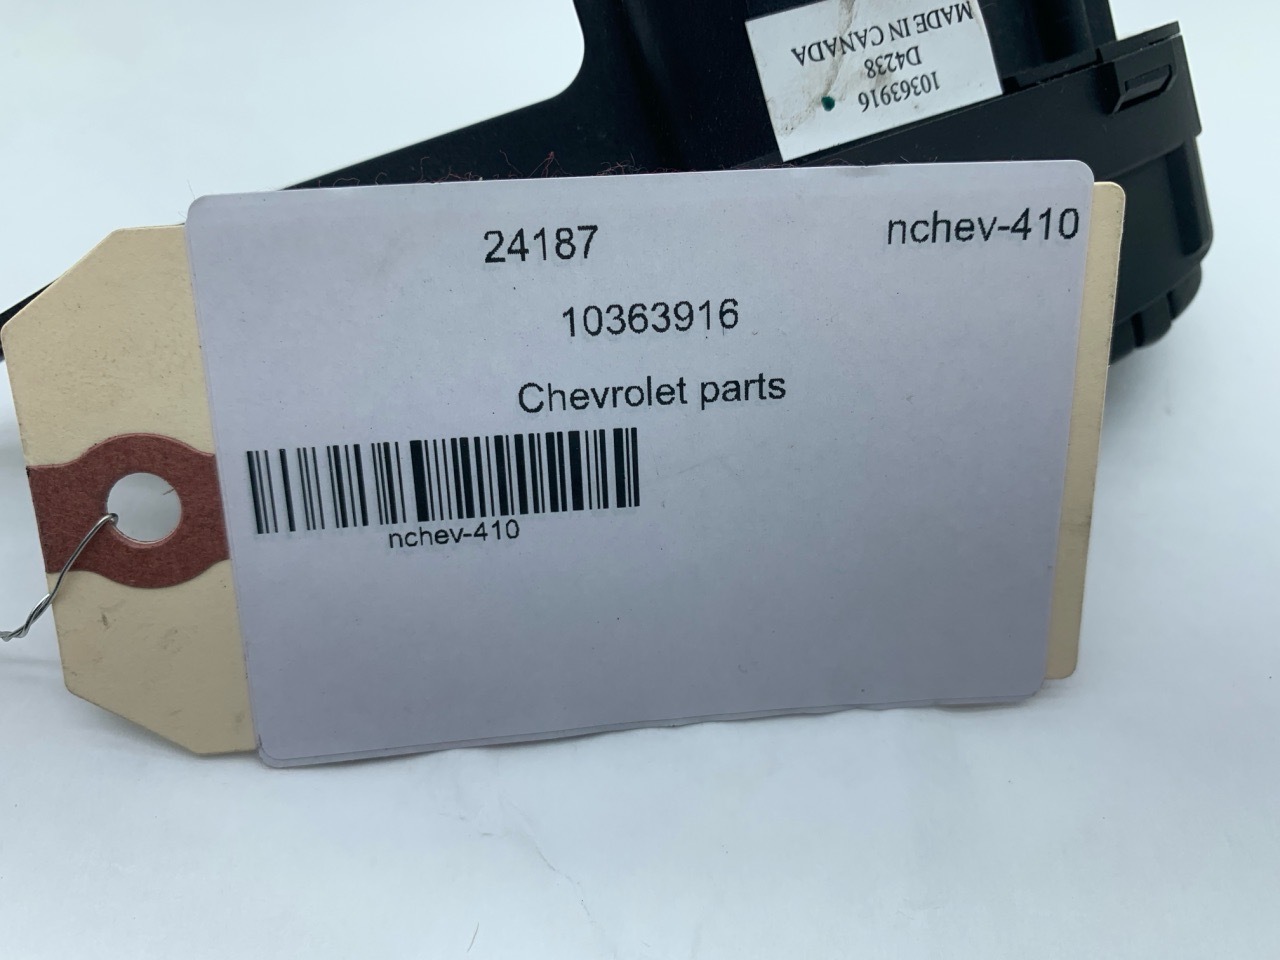 MADE IN CANADA
D4238
10363916
24187 nchev-410
10363916
Chevrolet parts
nchev-410